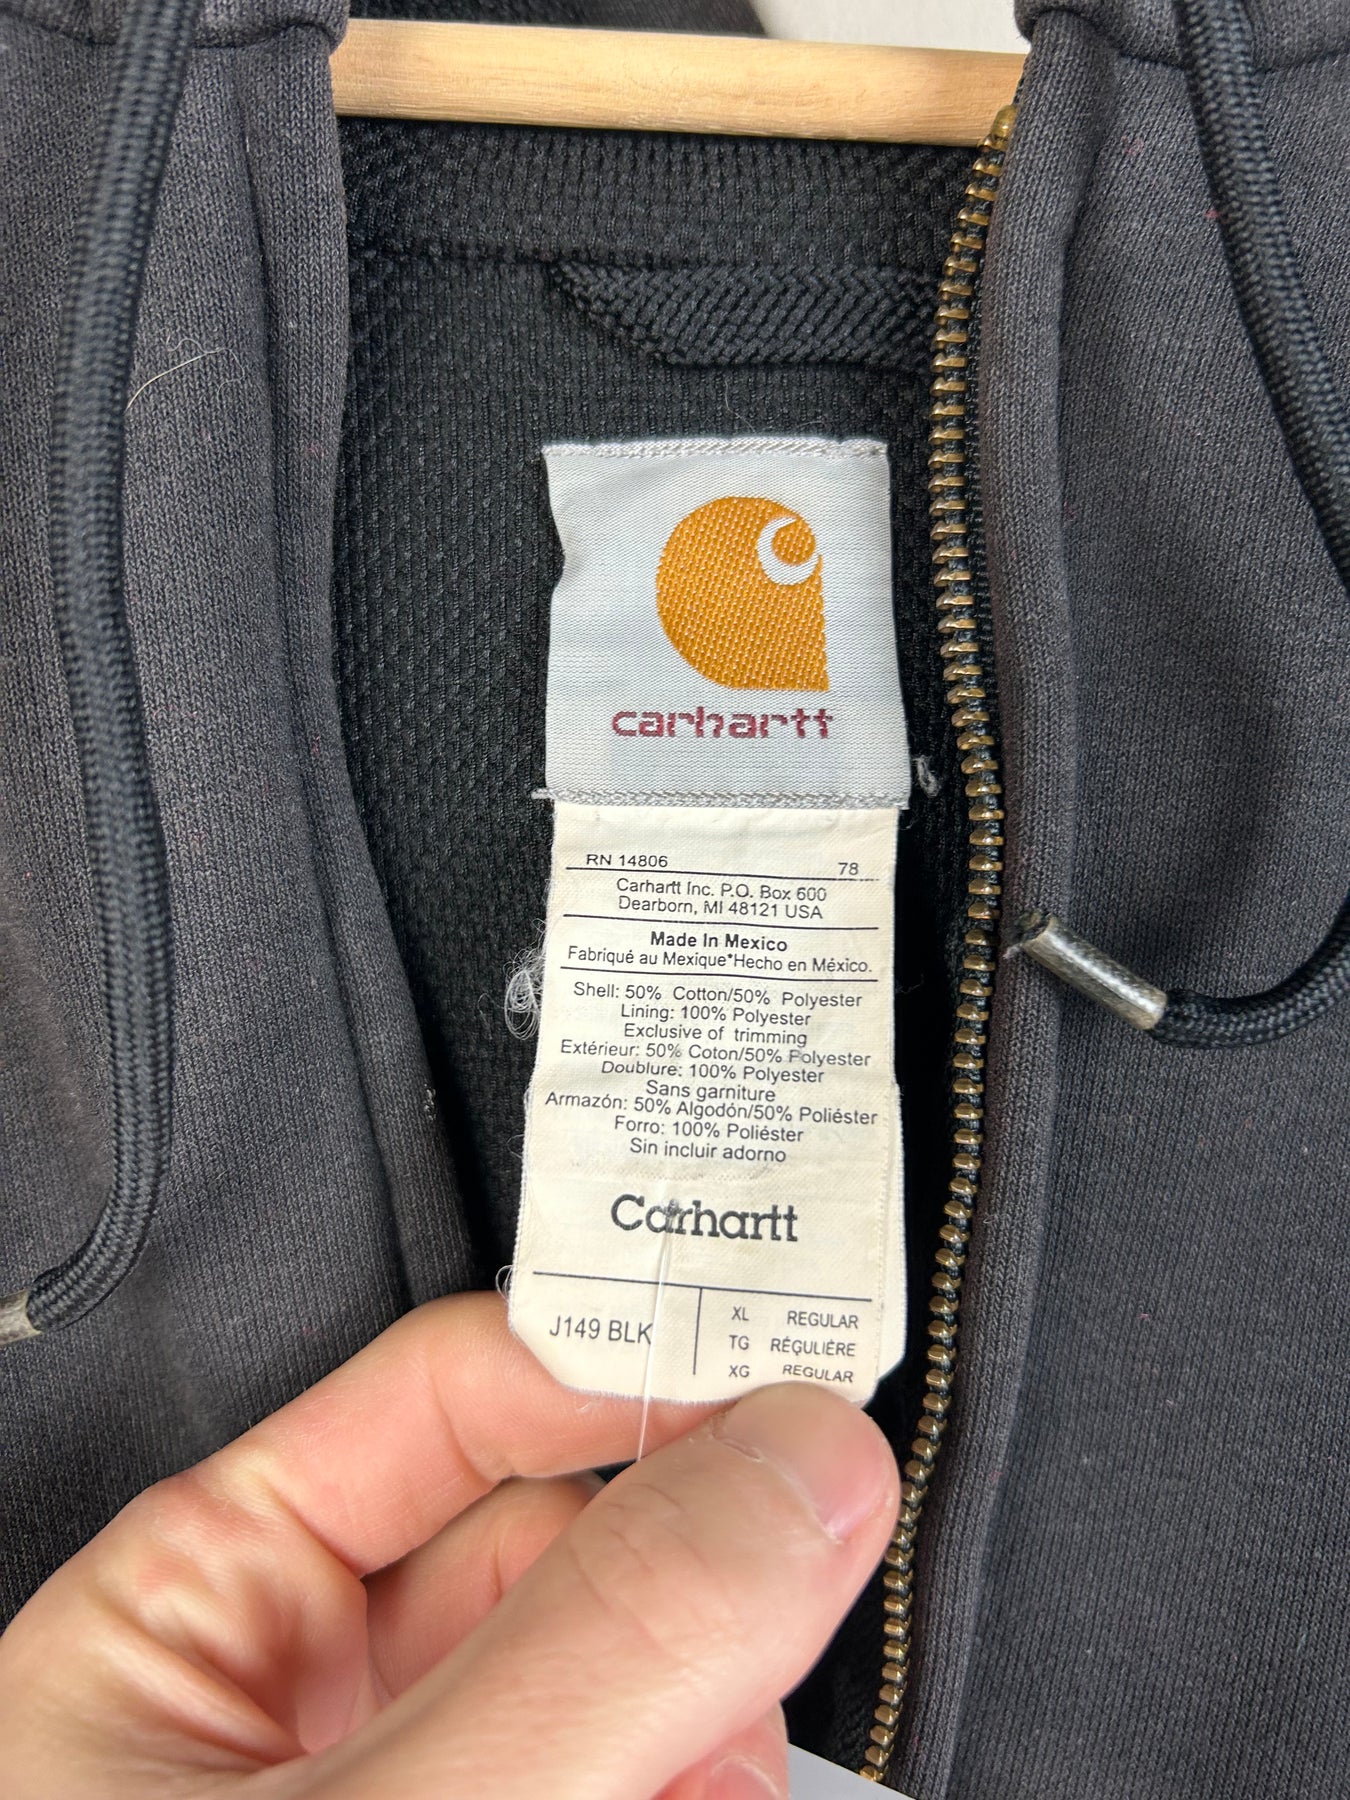 carhartt
RN 14806 78
Carhartt Inc. P.O. Box 600
Dearborn, MI 48121 USA
Made In Mexico
Fabriqué au Mexique*Hecho en México.
Shell: 50% Cotton/50% Polyester
Lining: 100% Polyester
Exclusive of trimming
Extérieur: 50% Coton/50% Polyester
Doublure: 100% Polyester
Sans garniture
Armazón: 50% Algodón/50% Poliéster
Forro: 100% Poliéster
Sin incluir adorno
Carhartt
J149 BLK
XL REGULAR
TG RÉGULIÈRE
XG REGULAR